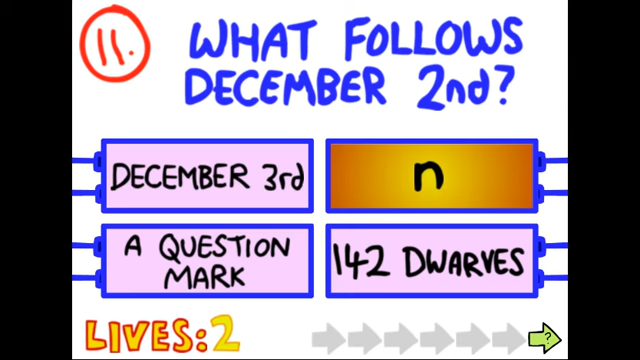 11.
WHAT FOLLOWS
DECEMBER 2nd?
DECEMBER 3rd
n
A QUESTION
MARK
142 DWARVES
LIVES:2
?